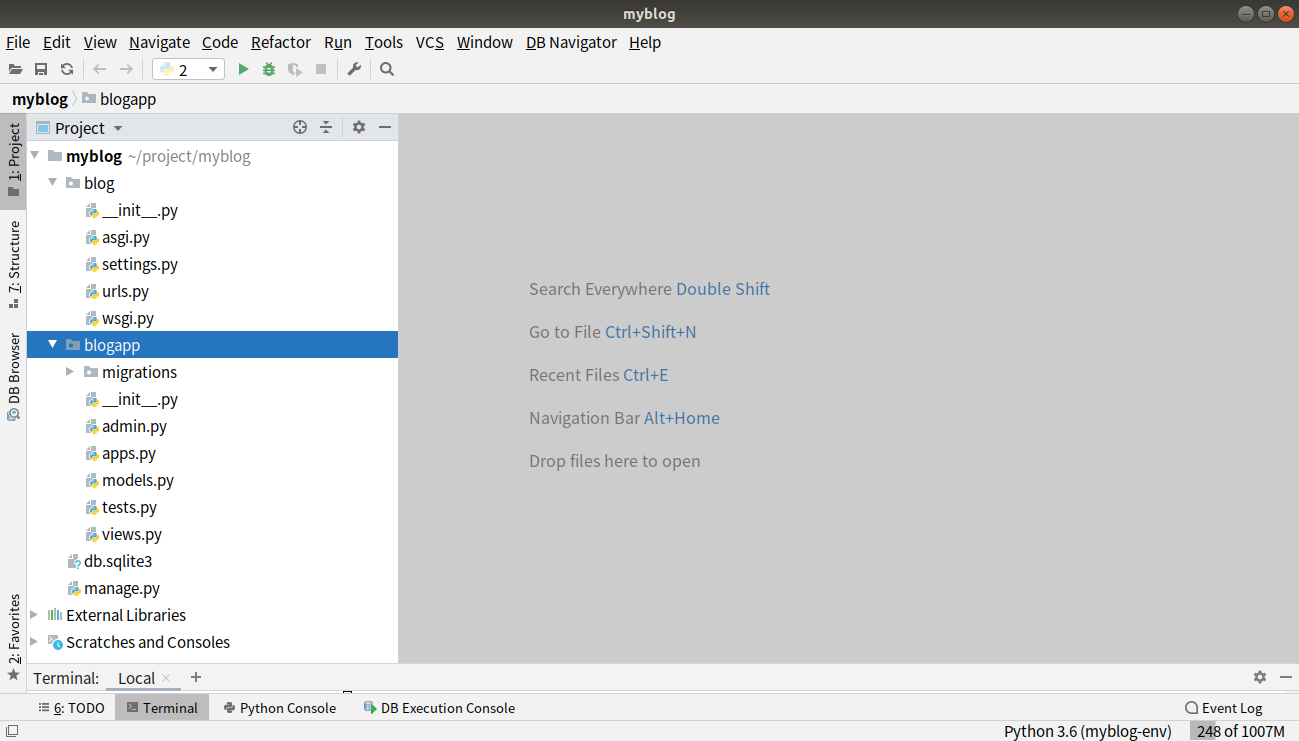 myblog
File Edit View Navigate Code Refactor Run Tools VCS Window DB Navigator Help
2
myblog blogapp
1: Project
7: Structure
DB Browser
2: Favorites
Project
myblog ~/project/myblog
blog
__init__.py
asgi.py
settings.py
urls.py
wsgi.py
blogapp
migrations
__init__.py
admin.py
apps.py
models.py
tests.py
views.py
db.sqlite3
manage.py
External Libraries
Scratches and Consoles
Search Everywhere Double Shift
Go to File Ctrl+Shift+N
Recent Files Ctrl+E
Navigation Bar Alt+Home
Drop files here to open
Terminal: Local
6: TODO Terminal Python Console DB Execution Console Event Log
Python 3.6 (myblog-env) 248 of 1007M